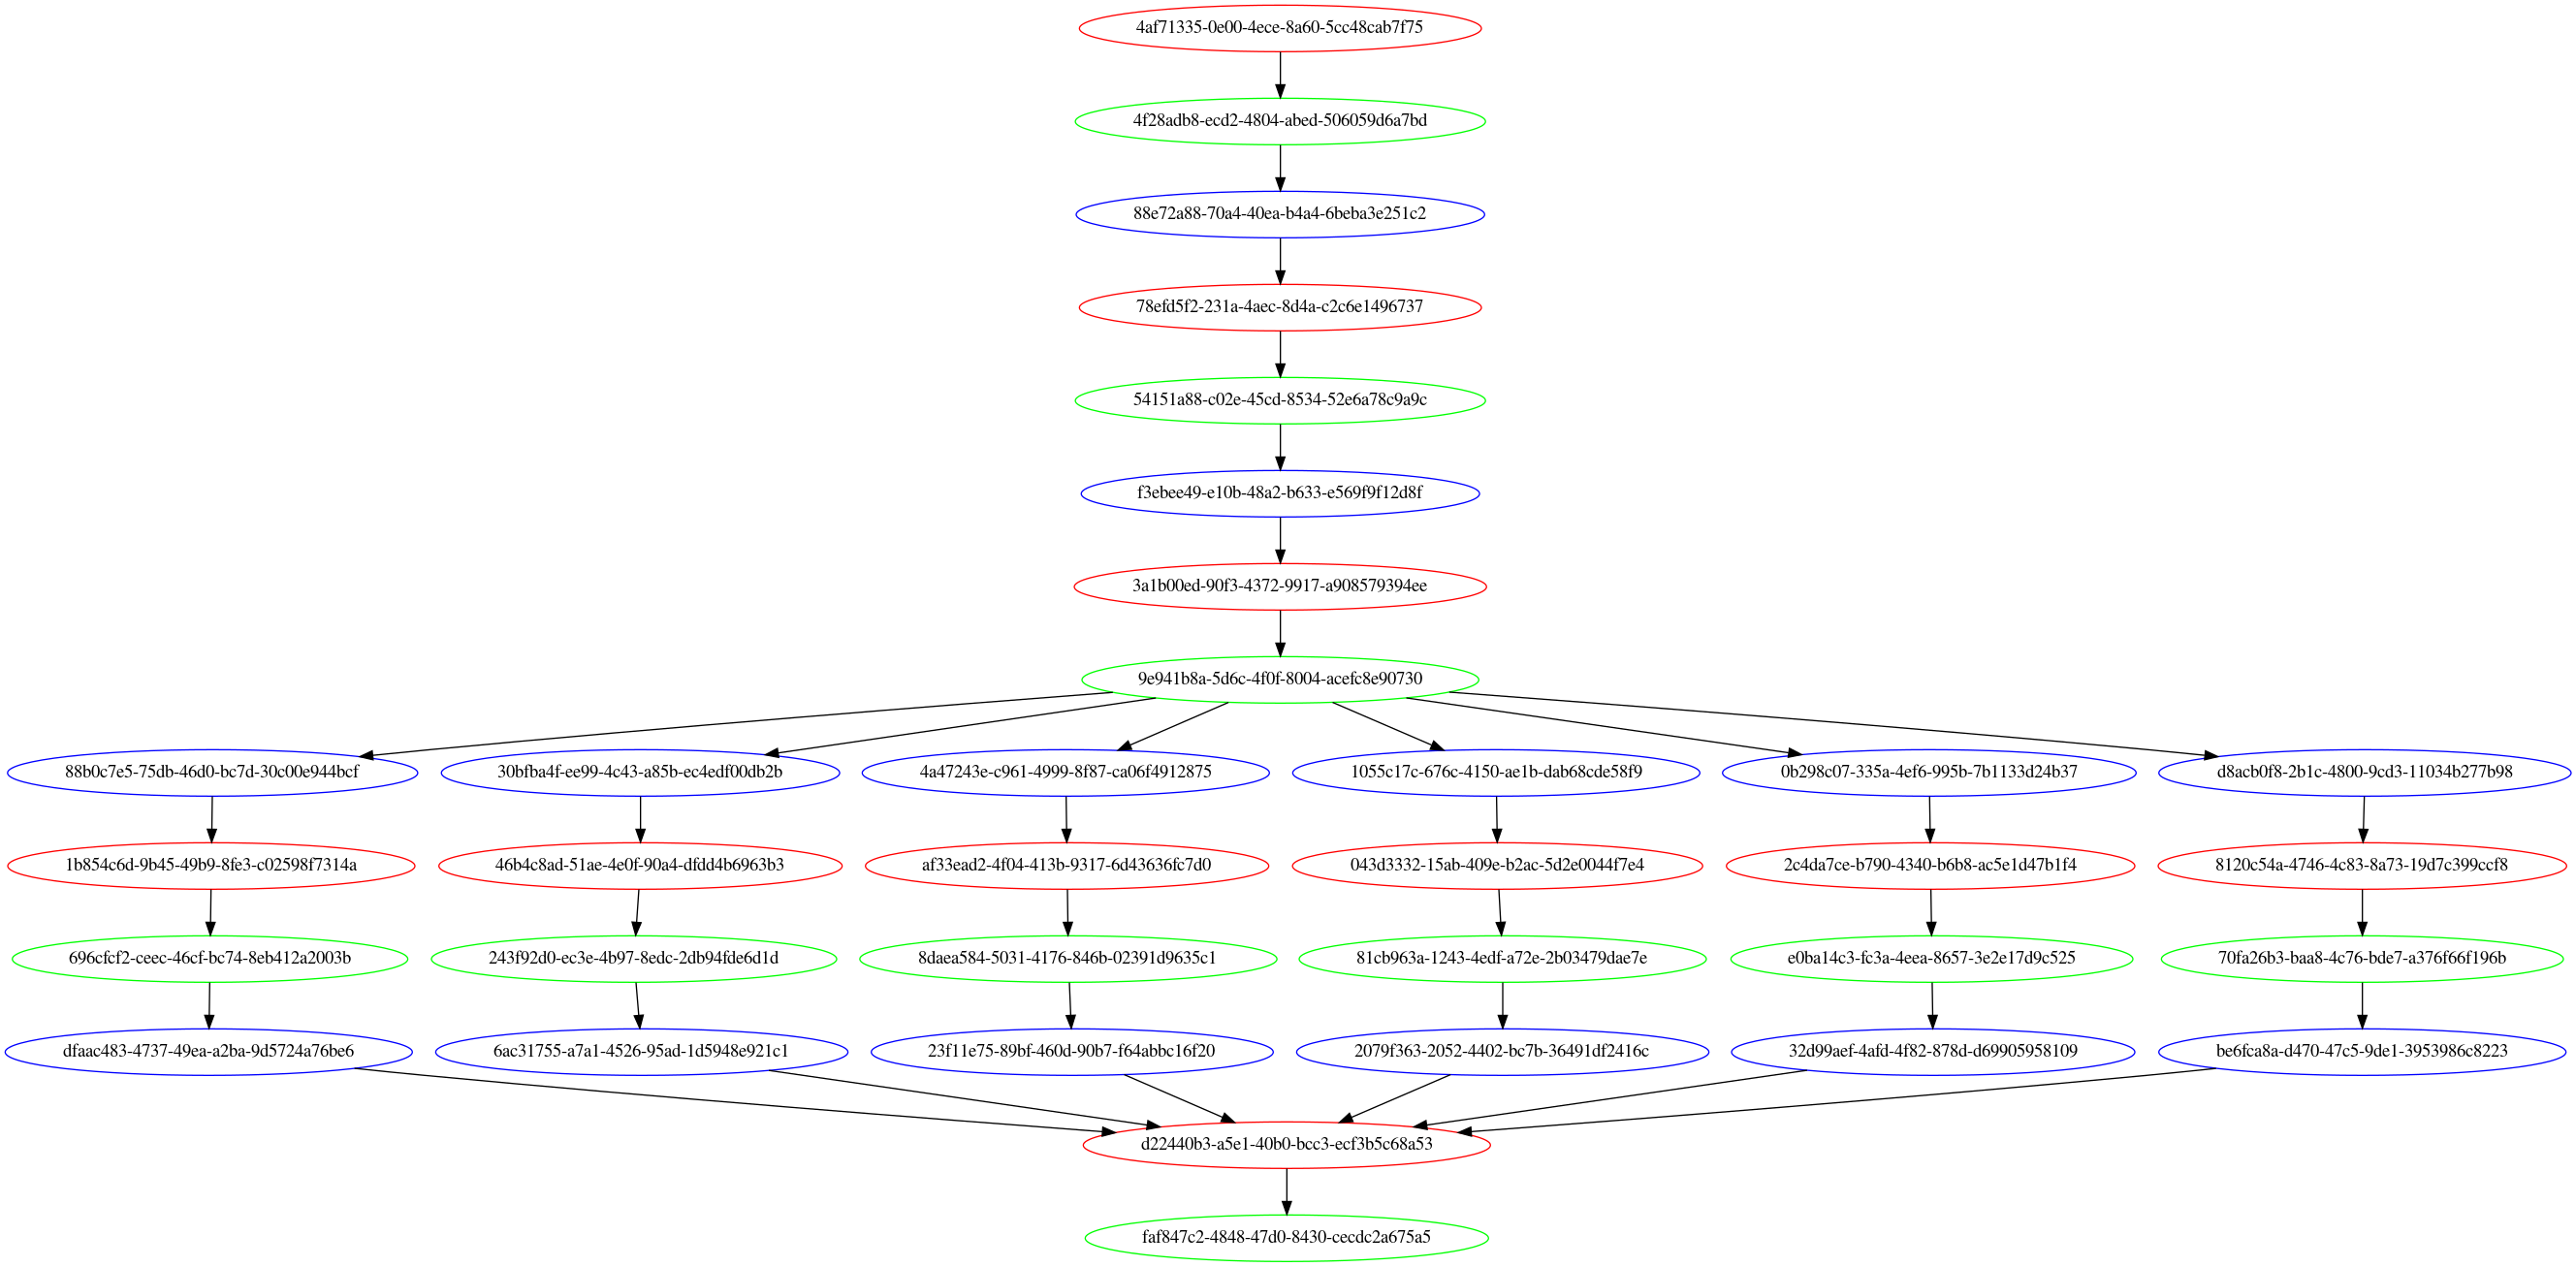 4af71335-0e00-4ece-8a60-5cc48cab7f75
4f28adb8-ecd2-4804-abed-506059d6a7bd
88e72a88-70a4-40ea-b4a4-6beba3e251c2
78efd5f2-231a-4aec-8d4a-c2c6e1496737
54151a88-c02e-45cd-8534-52e6a78c9a9c
f3ebee49-e10b-48a2-b633-e569f9f12d8f
3a1b00ed-90f3-4372-9917-a908579394ee
9e941b8a-5d6c-4f0f-8004-acefc8e90730
88b0c7e5-75db-46d0-bc7d-30c00e944bcf
30bfba4f-ee99-4c43-a85b-ec4edf00db2b
4a47243e-c961-4999-8f87-ca06f4912875
1055c17c-676c-4150-ae1b-dab68cde58f9
0b298c07-335a-4ef6-995b-7b1133d24b37
d8acb0f8-2b1c-4800-9cd3-11034b277b98
1b854c6d-9b45-49b9-8fe3-c02598f7314a
46b4c8ad-51ae-4e0f-90a4-dfdd4b6963b3
af33ead2-4f04-413b-9317-6d43636fc7d0
043d3332-15ab-409e-b2ac-5d2e0044f7e4
2c4da7ce-b790-4340-b6b8-ac5e1d47b1f4
8120c54a-4746-4c83-8a73-19d7c399ccf8
696cfcf2-ceec-46cf-bc74-8eb412a2003b
243f92d0-ec3e-4b97-8edc-2db94fde6d1d
8daea584-5031-4176-846b-02391d9635c1
81cb963a-1243-4edf-a72e-2b03479dae7e
e0ba14c3-fc3a-4eea-8657-3e2e17d9c525
70fa26b3-baa8-4c76-bde7-a376f66f196b
dfaac483-4737-49ea-a2ba-9d5724a76be6
6ac31755-a7a1-4526-95ad-1d5948e921c1
23f11e75-89bf-460d-90b7-f64abbc16f20
2079f363-2052-4402-bc7b-36491df2416c
32d99aef-4afd-4f82-878d-d69905958109
be6fca8a-d470-47c5-9de1-3953986c8223
d22440b3-a5e1-40b0-bcc3-ecf3b5c68a53
faf847c2-4848-47d0-8430-cecdc2a675a5